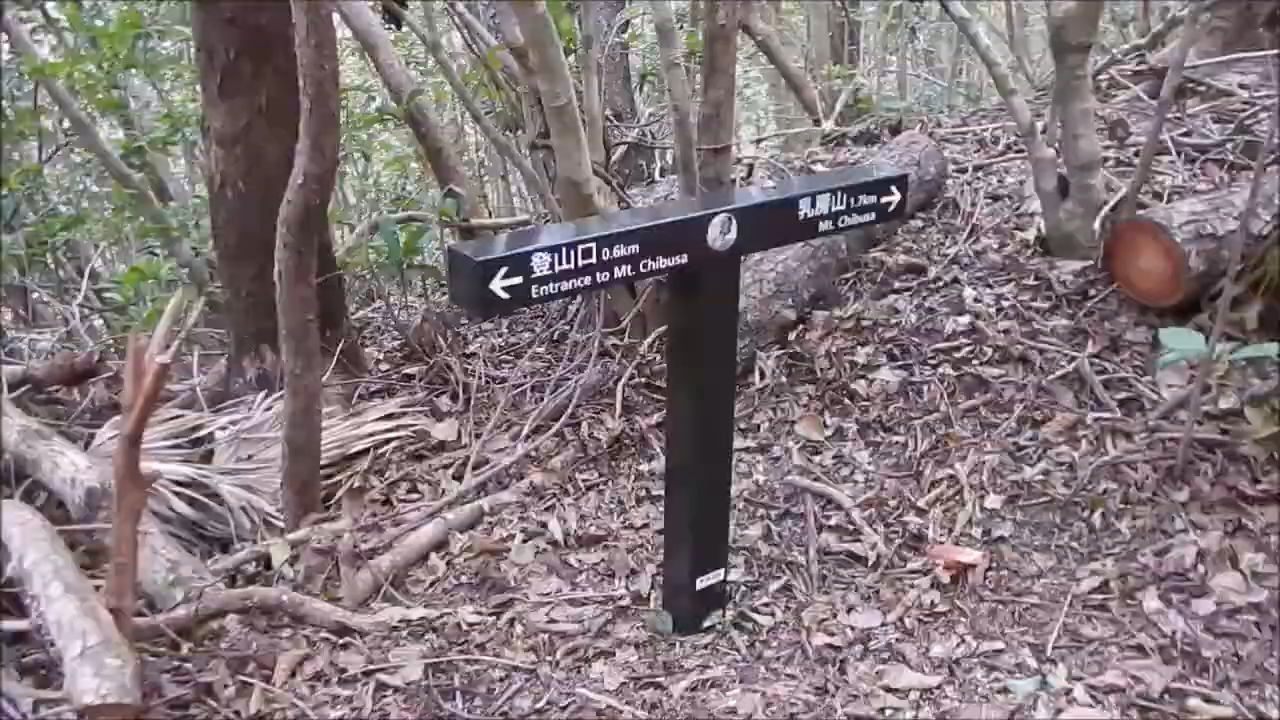 ← 登山口 0.6km
Entrance to Mt. Chibusa
乳房山 1.7km →
Mt. Chibusa